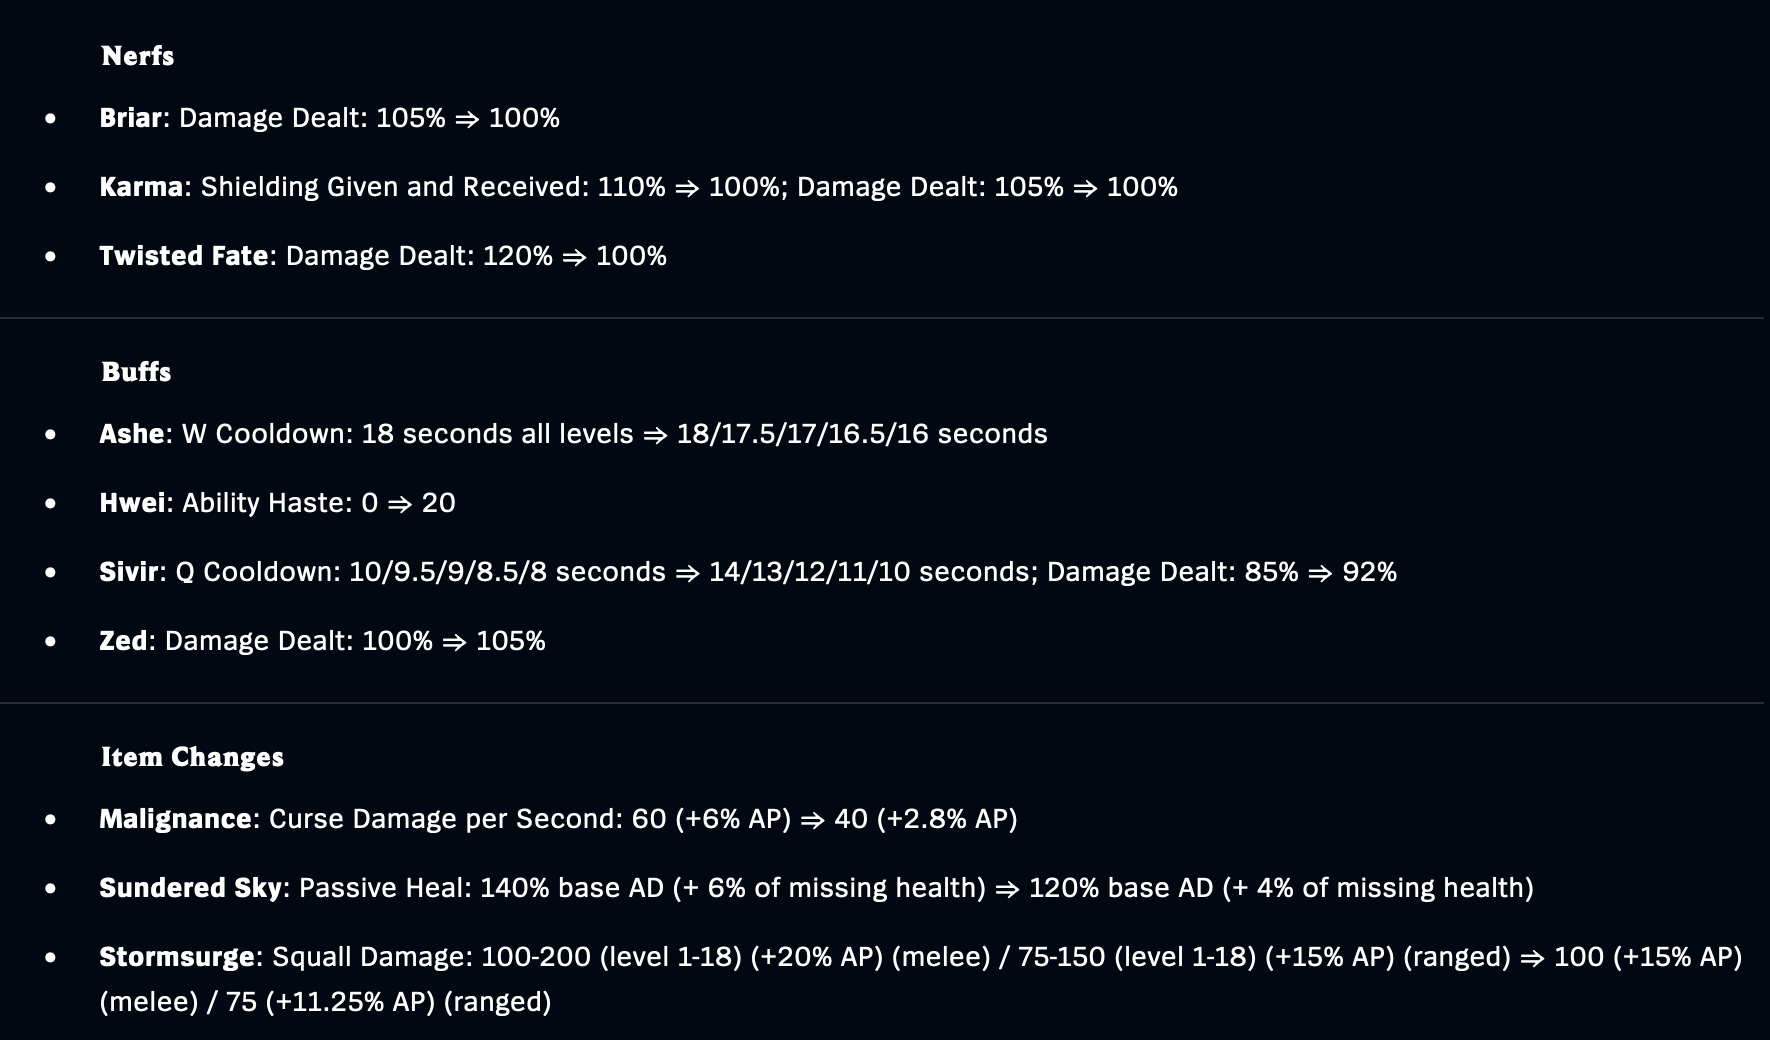 Nerfs
• Briar: Damage Dealt: 105% ⇒ 100%
• Karma: Shielding Given and Received: 110% ⇒ 100%; Damage Dealt: 105% ⇒ 100%
• Twisted Fate: Damage Dealt: 120% ⇒ 100%
Buffs
• Ashe: W Cooldown: 18 seconds all levels ⇒ 18/17.5/17/16.5/16 seconds
• Hwei: Ability Haste: 0 ⇒ 20
• Sivir: Q Cooldown: 10/9.5/9/8.5/8 seconds ⇒ 14/13/12/11/10 seconds; Damage Dealt: 85% ⇒ 92%
• Zed: Damage Dealt: 100% ⇒ 105%
Item Changes
• Malignance: Curse Damage per Second: 60 (+6% AP) ⇒ 40 (+2.8% AP)
• Sundered Sky: Passive Heal: 140% base AD (+ 6% of missing health) ⇒ 120% base AD (+ 4% of missing health)
• Stormsurge: Squall Damage: 100-200 (level 1-18) (+20% AP) (melee) / 75-150 (level 1-18) (+15% AP) (ranged) ⇒ 100 (+15% AP)
(melee) / 75 (+11.25% AP) (ranged)